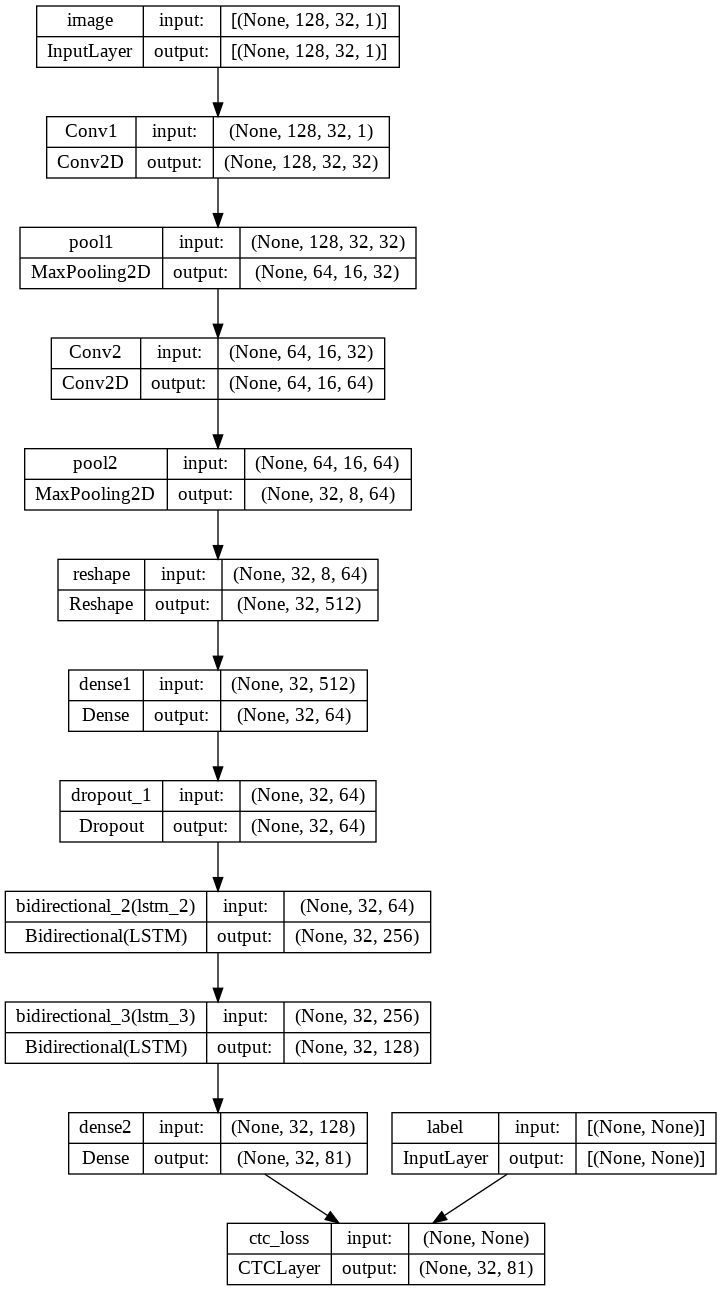 image input: [(None, 128, 32, 1)]
InputLayer output: [(None, 128, 32, 1)]
Conv1 input: (None, 128, 32, 1)
Conv2D output: (None, 128, 32, 32)
pool1 input: (None, 128, 32, 32)
MaxPooling2D output: (None, 64, 16, 32)
Conv2 input: (None, 64, 16, 32)
Conv2D output: (None, 64, 16, 64)
pool2 input: (None, 64, 16, 64)
MaxPooling2D output: (None, 32, 8, 64)
reshape input: (None, 32, 8, 64)
Reshape output: (None, 32, 512)
dense1 input: (None, 32, 512)
Dense output: (None, 32, 64)
dropout_1 input: (None, 32, 64)
Dropout output: (None, 32, 64)
bidirectional_2(lstm_2) input: (None, 32, 64)
Bidirectional(LSTM) output: (None, 32, 256)
bidirectional_3(lstm_3) input: (None, 32, 256)
Bidirectional(LSTM) output: (None, 32, 128)
dense2 input: (None, 32, 128)
Dense output: (None, 32, 81)
label input: [(None, None)]
InputLayer output: [(None, None)]
ctc_loss input: (None, None)
CTCLayer output: (None, 32, 81)